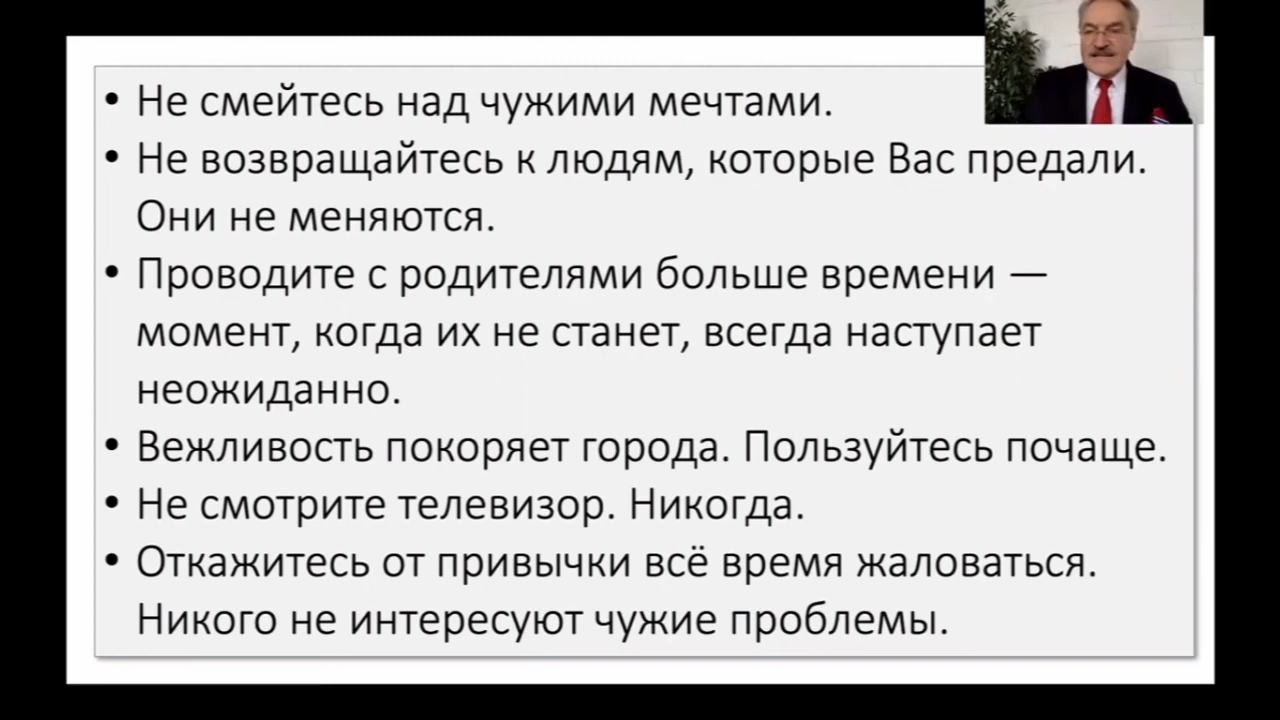 • Не смейтесь над чужими мечтами.
• Не возвращайтесь к людям, которые Вас предали.
Они не меняются.
• Проводите с родителями больше времени —
момент, когда их не станет, всегда наступает
неожиданно.
• Вежливость покоряет города. Пользуйтесь почаще.
• Не смотрите телевизор. Никогда.
• Откажитесь от привычки всё время жаловаться.
Никого не интересуют чужие проблемы.